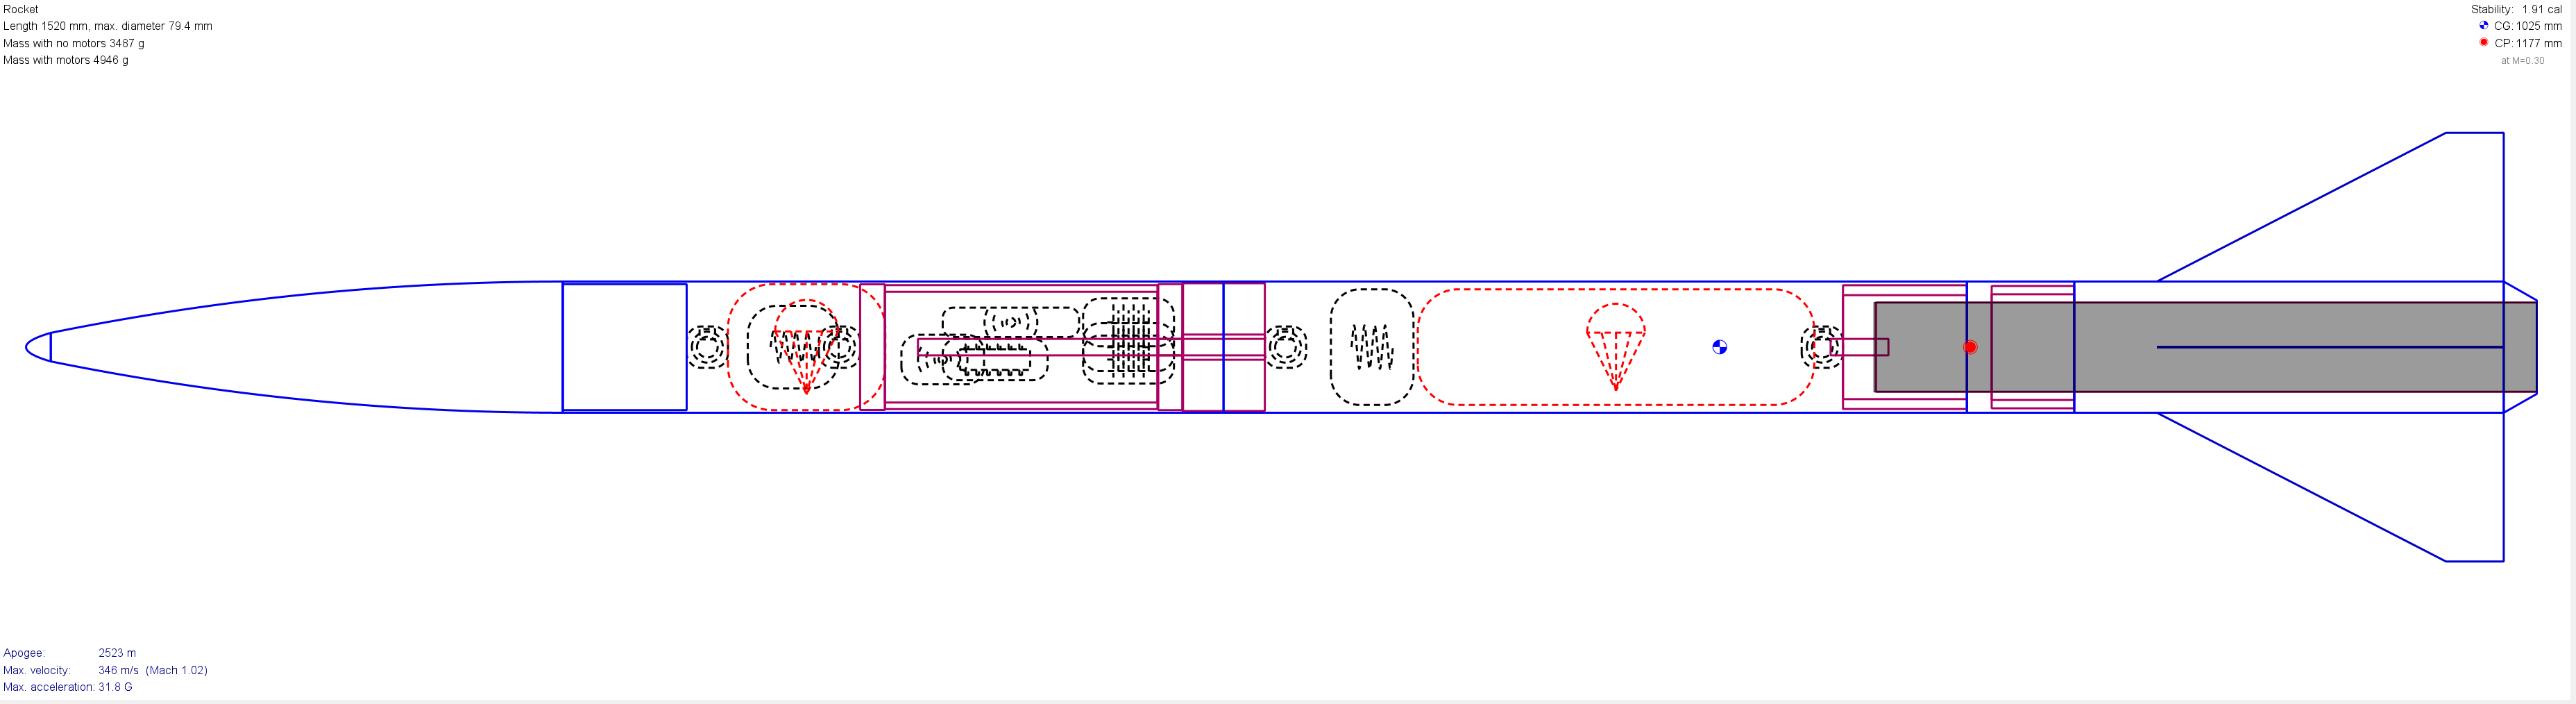 Rocket
Length 1520 mm, max. diameter 79.4 mm
Mass with no motors 3487 g
Mass with motors 4946 g
Stability: 1.91 cal
CG: 1025 mm
CP: 1177 mm
at M=0.30
Apogee: 2523 m
Max. velocity: 346 m/s (Mach 1.02)
Max. acceleration: 31.8 G